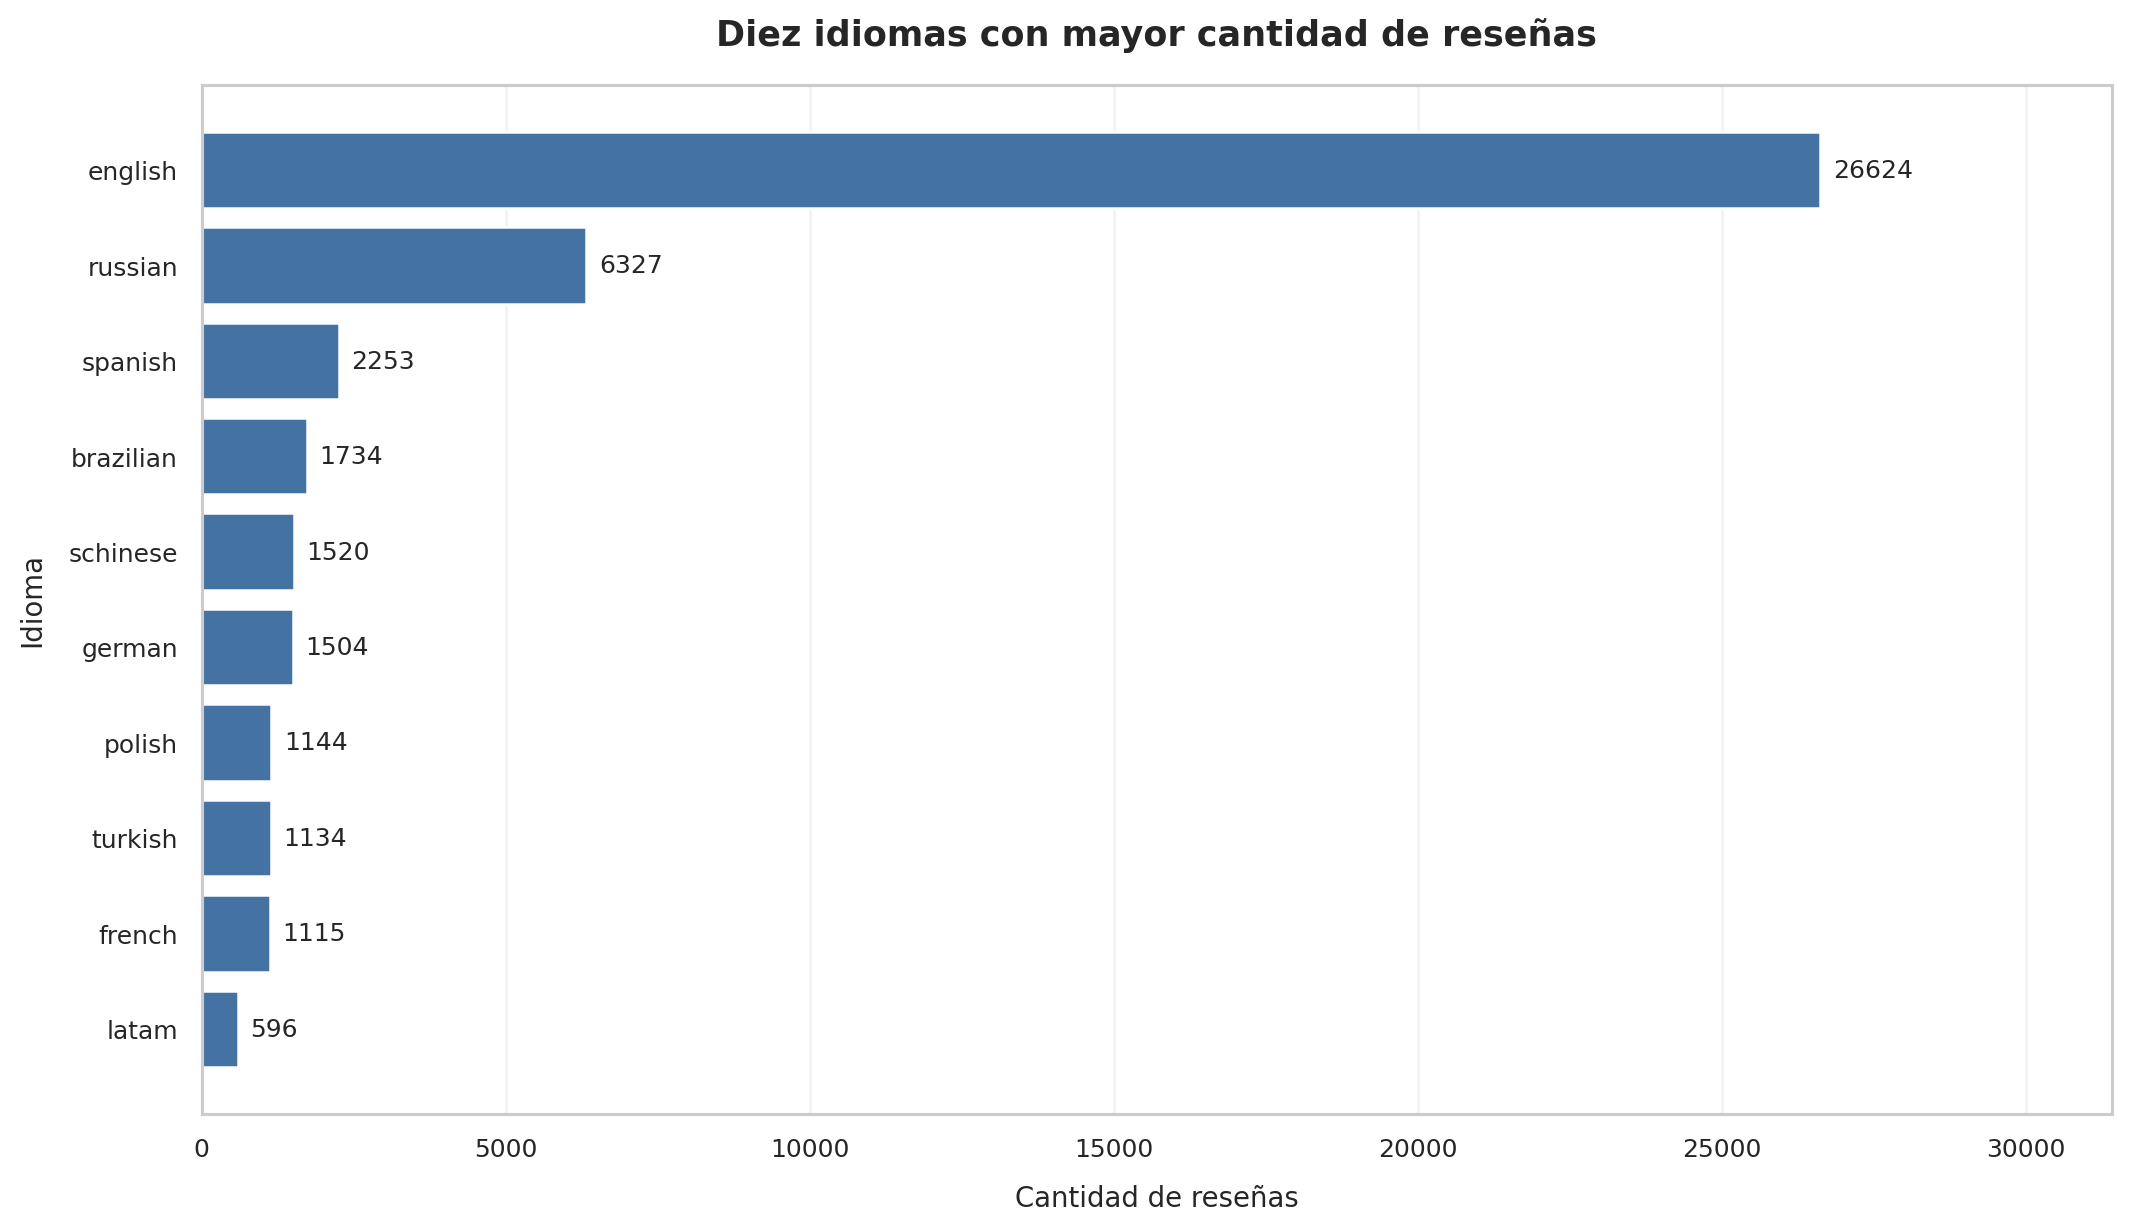 Diez idiomas con mayor cantidad de reseñas
english 26624
russian 6327
spanish 2253
brazilian 1734
schinese 1520
german 1504
polish 1144
turkish 1134
french 1115
latam 596
Idioma
0 5000 10000 15000 20000 25000 30000
Cantidad de reseñas